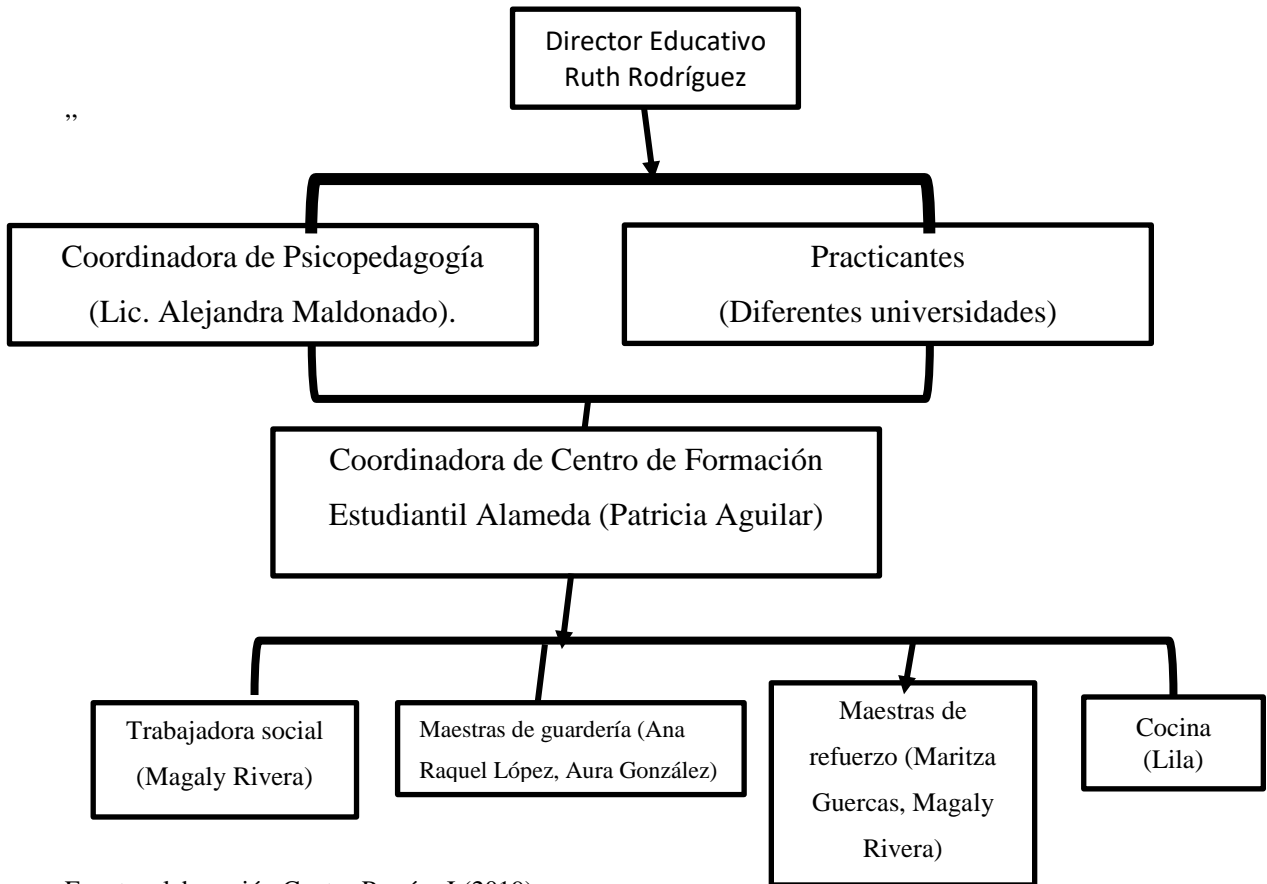 Director Educativo
Ruth Rodríguez
”
Coordinadora de Psicopedagogía
(Lic. Alejandra Maldonado).
Practicantes
(Diferentes universidades)
Coordinadora de Centro de Formación
Estudiantil Alameda (Patricia Aguilar)
Trabajadora social
(Magaly Rivera)
Maestras de guardería (Ana
Raquel López, Aura González)
Maestras de
refuerzo (Maritza
Guercas, Magaly
Rivera)
Cocina
(Lila)